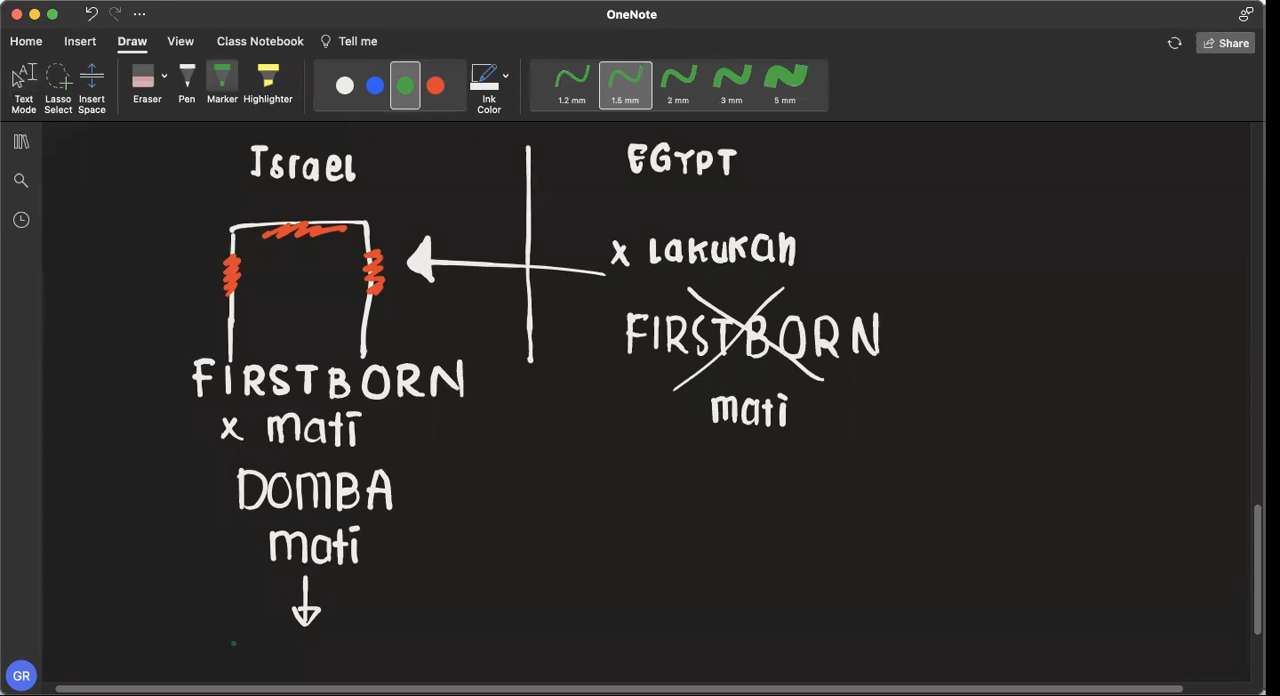 OneNote
Home Insert Draw View Class Notebook Tell me
Share
Text Mode
Lasso Select
Insert Space
Eraser
Pen
Marker
Highlighter
Ink Color
1.2 mm
1.5 mm
2 mm
3 mm
5 mm
Israel
EGYPT
x Lakukan
FIRSTBORN
mati
FIRSTBORN
x mati
DOMBA
mati
GR